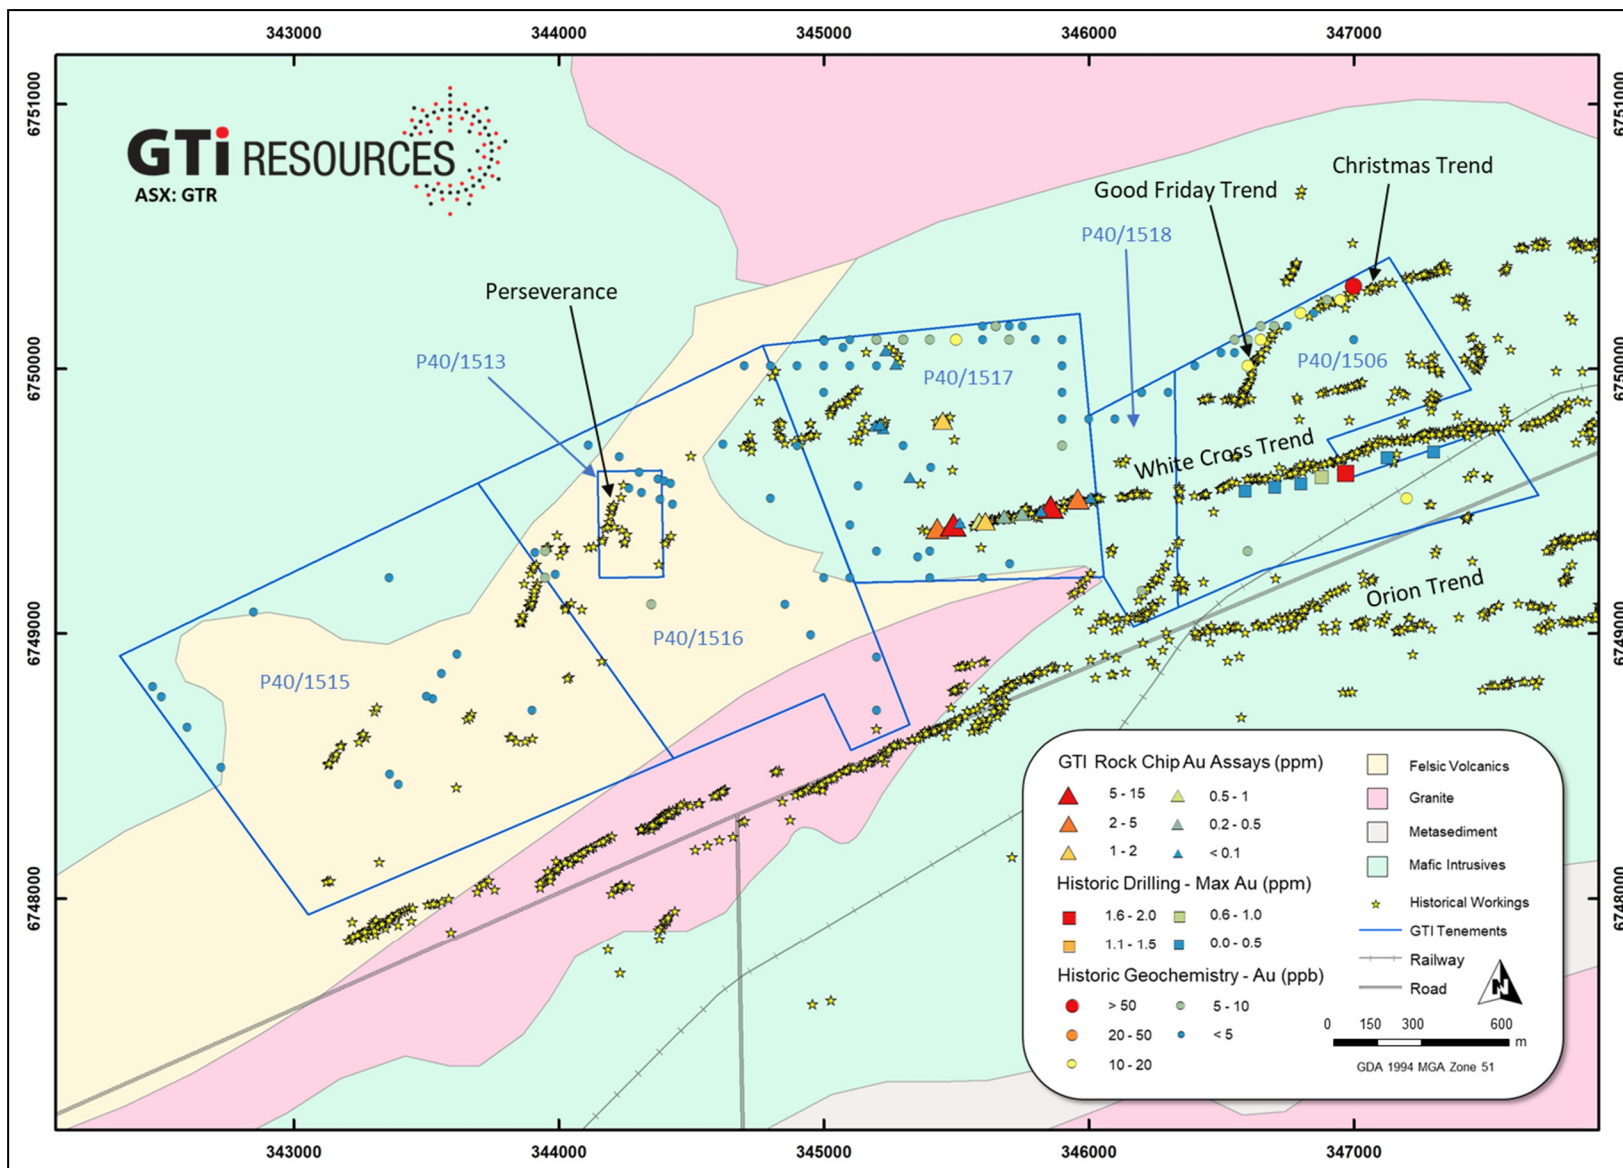 343000 344000 345000 346000 347000
6751000 6751000
GTi RESOURCES
ASX: GTR
Christmas Trend
Good Friday Trend
P40/1518
Perseverance
P40/1513
6750000 6750000
P40/1517
P40/1506
White Cross Trend
Orion Trend
6749000 6749000
P40/1516
P40/1515
GTI Rock Chip Au Assays (ppm)
5 - 15
0.5 - 1
2 - 5
0.2 - 0.5
1 - 2
< 0.1
Historic Drilling - Max Au (ppm)
1.6 - 2.0
0.6 - 1.0
1.1 - 1.5
0.0 - 0.5
Historic Geochemistry - Au (ppb)
> 50
5 - 10
20 - 50
< 5
10 - 20
Felsic Volcanics
Granite
Metasediment
Mafic Intrusives
Historical Workings
GTI Tenements
Railway
Road
N
0 150 300 600
m
GDA 1994 MGA Zone 51
6748000 6748000
343000 344000 345000 346000 347000